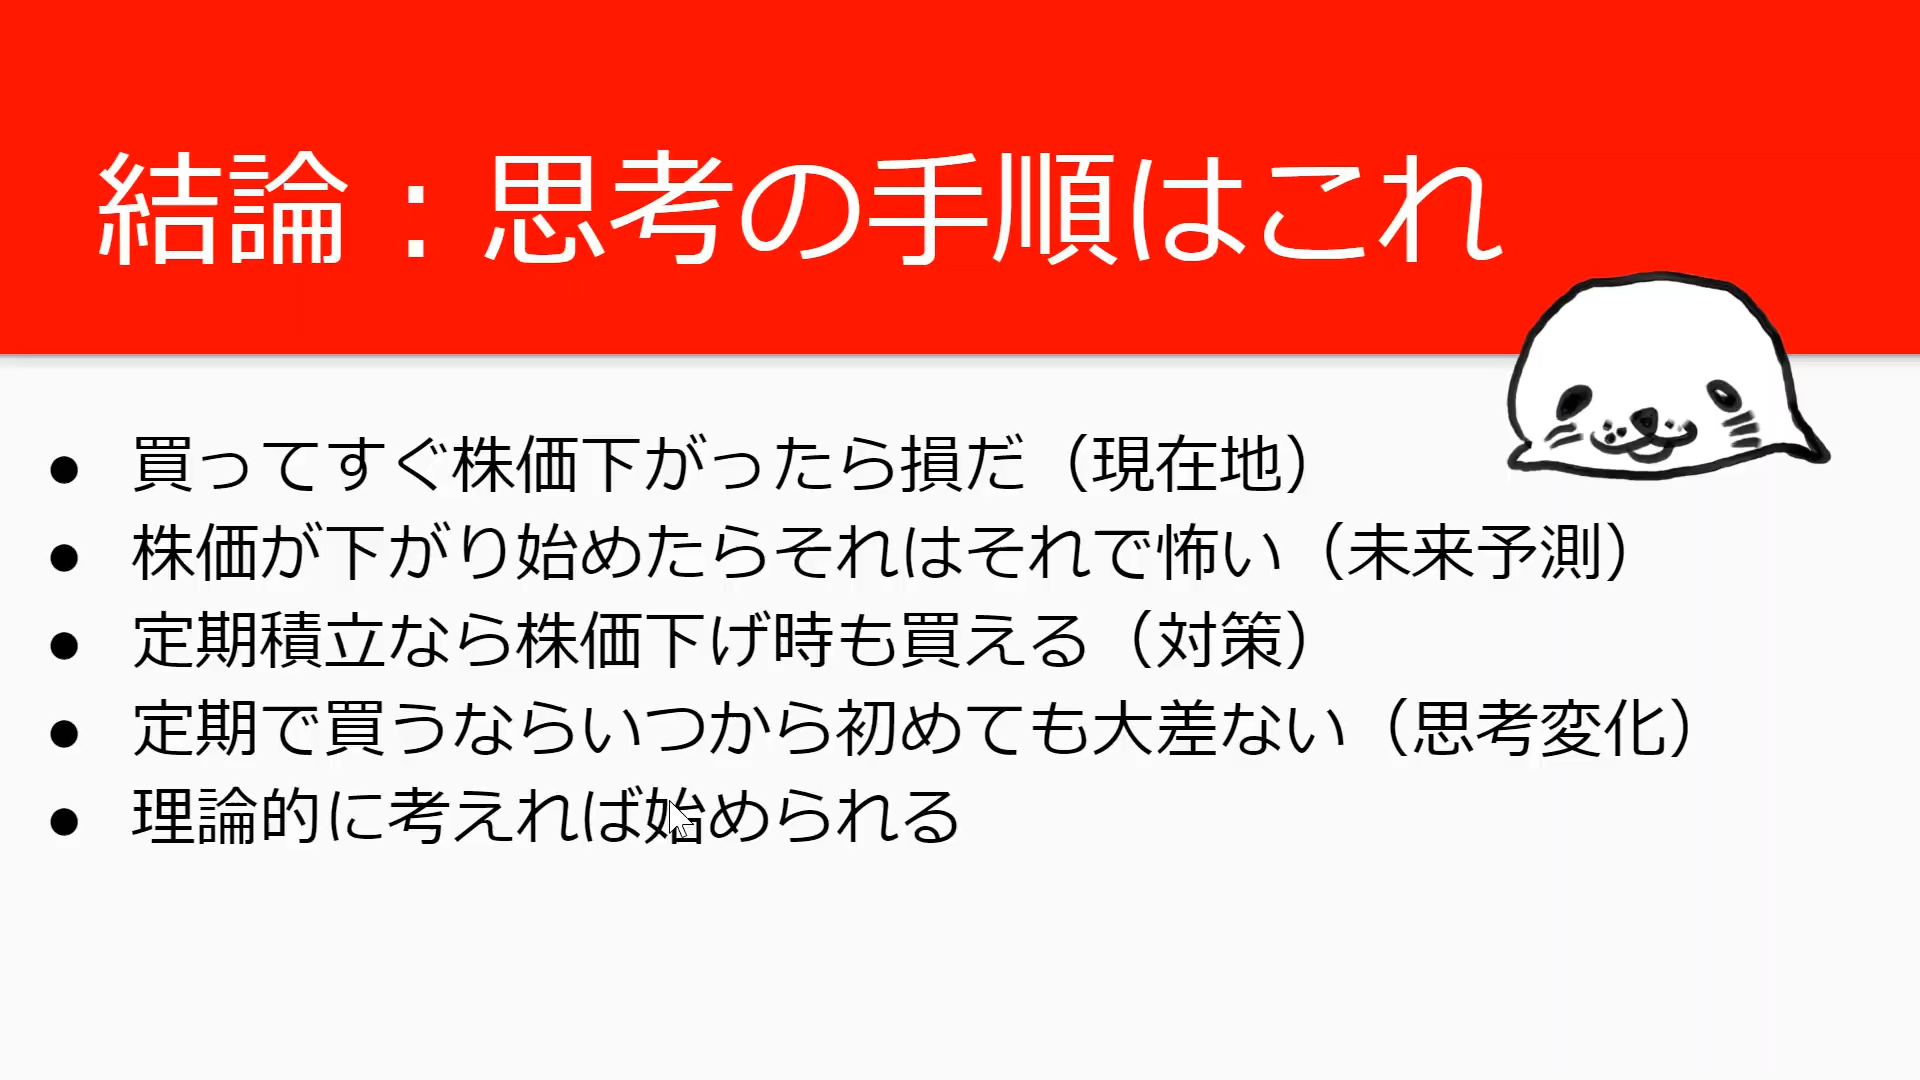 結論：思考の手順はこれ
● 買ってすぐ株価下がったら損だ（現在地）
● 株価が下がり始めたらそれはそれで怖い（未来予測）
● 定期積立なら株価下げ時も買える（対策）
● 定期で買うならいつから初めても大差ない（思考変化）
● 理論的に考えれば始められる